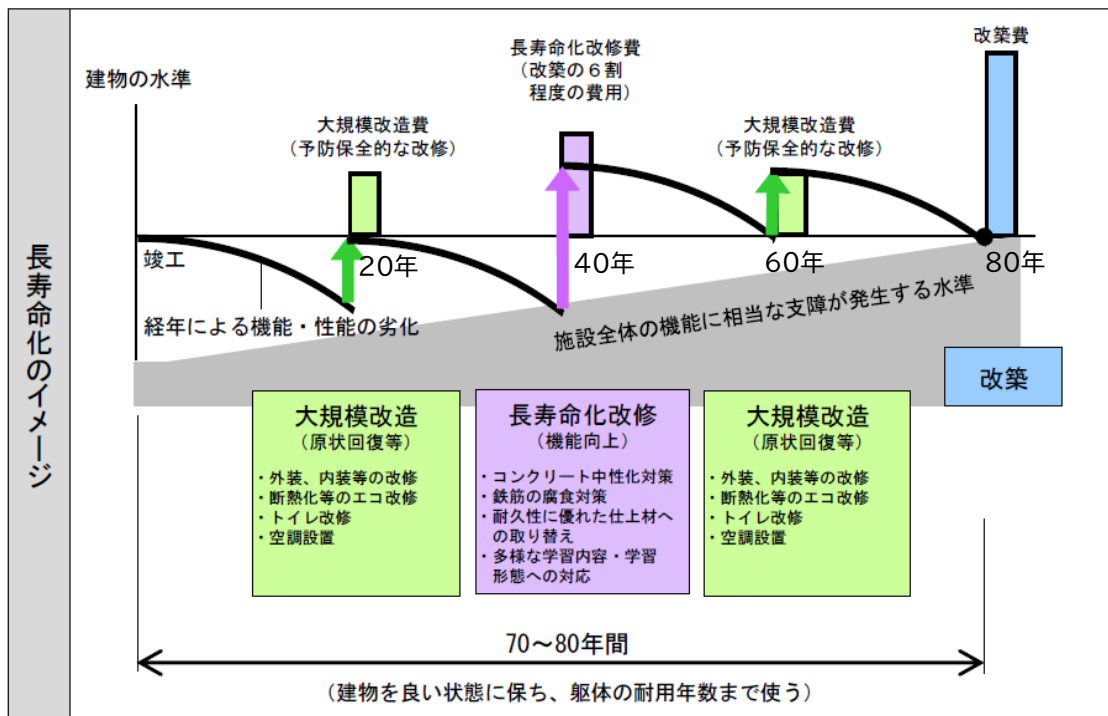 長寿命化のイメージ
建物の水準
大規模改造費
（予防保全的な改修）
長寿命化改修費
（改築の６割
程度の費用）
大規模改造費
（予防保全的な改修）
改築費
竣工
20年
40年
60年
80年
経年による機能・性能の劣化
施設全体の機能に相当な支障が発生する水準
改築
大規模改造
（原状回復等）
・外装、内装等の改修
・断熱化等のエコ改修
・トイレ改修
・空調設置
長寿命化改修
（機能向上）
・コンクリート中性化対策
・鉄筋の腐食対策
・耐久性に優れた仕上材へ
の取り替え
・多様な学習内容・学習
形態への対応
大規模改造
（原状回復等）
・外装、内装等の改修
・断熱化等のエコ改修
・トイレ改修
・空調設置
70～80年間
（建物を良い状態に保ち、躯体の耐用年数まで使う）